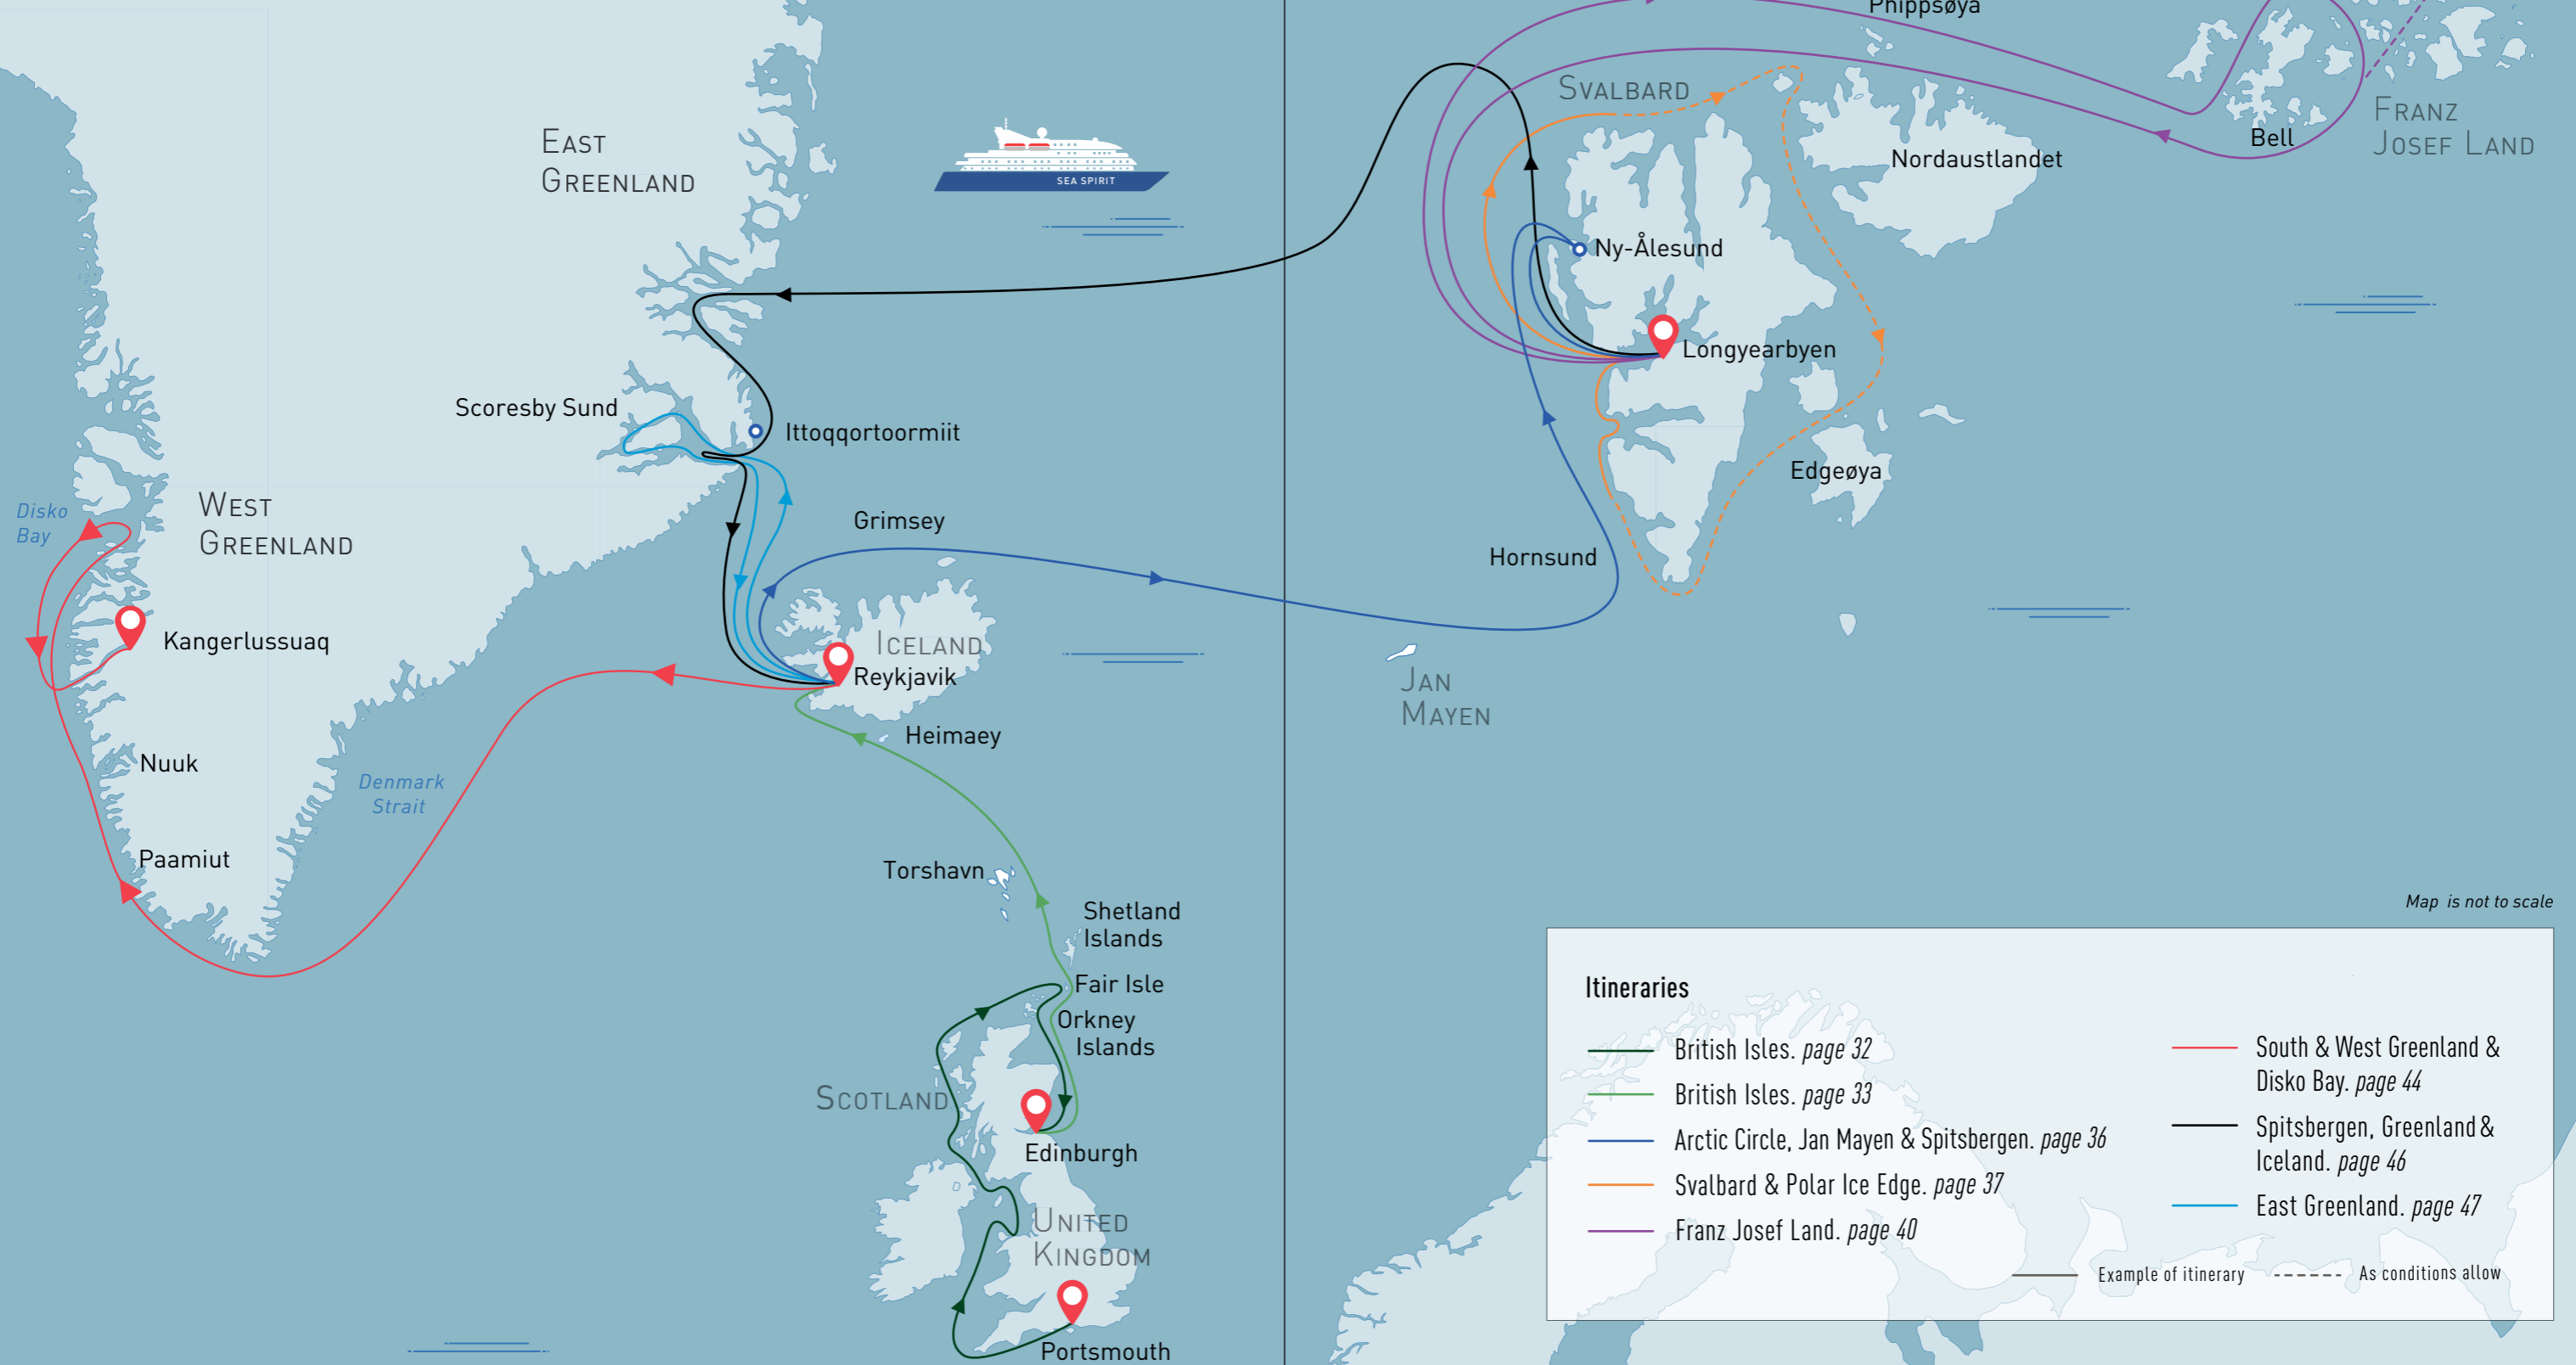 Phippsøya
SVALBARD
FRANZ
JOSEF LAND
Bell
Nordaustlandet
EAST
GREENLAND
SEA SPIRIT
Ny-Ålesund
Longyearbyen
Scoresby Sund
Ittoqqortoormiit
Edgeøya
Disko
Bay
WEST
GREENLAND
Grimsey
Hornsund
Kangerlussuaq
ICELAND
Reykjavik
JAN
MAYEN
Heimaey
Nuuk
Denmark
Strait
Paamiut
Torshavn
Shetland
Islands
Fair Isle
Orkney
Islands
SCOTLAND
Edinburgh
UNITED
KINGDOM
Portsmouth
Map is not to scale
Itineraries
British Isles. page 32
British Isles. page 33
Arctic Circle, Jan Mayen & Spitsbergen. page 36
Svalbard & Polar Ice Edge. page 37
Franz Josef Land. page 40
South & West Greenland &
Disko Bay. page 44
Spitsbergen, Greenland &
Iceland. page 46
East Greenland. page 47
Example of itinerary
As conditions allow